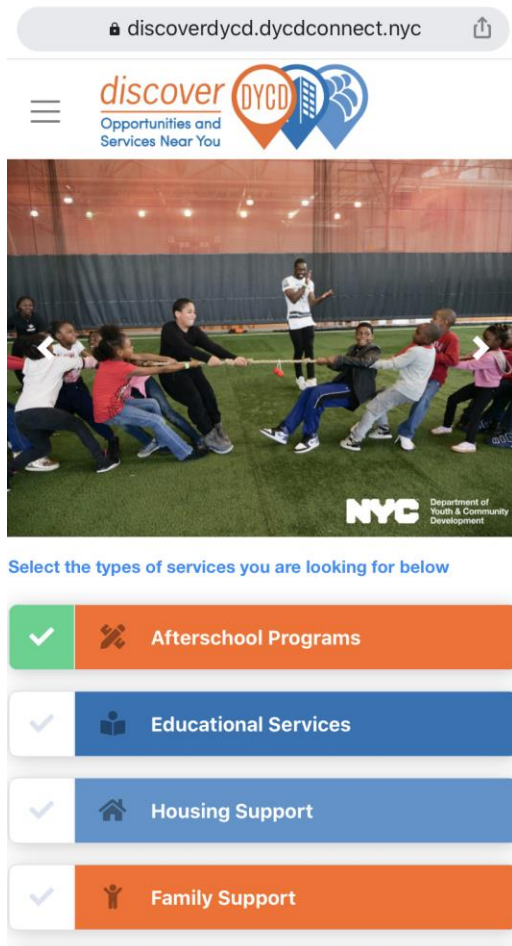 discoverdycd.dycdconnect.nyc
discover
Opportunities and
Services Near You
DYCD
NYC
Department of
Youth & Community
Development
Select the types of services you are looking for below
Afterschool Programs
Educational Services
Housing Support
Family Support